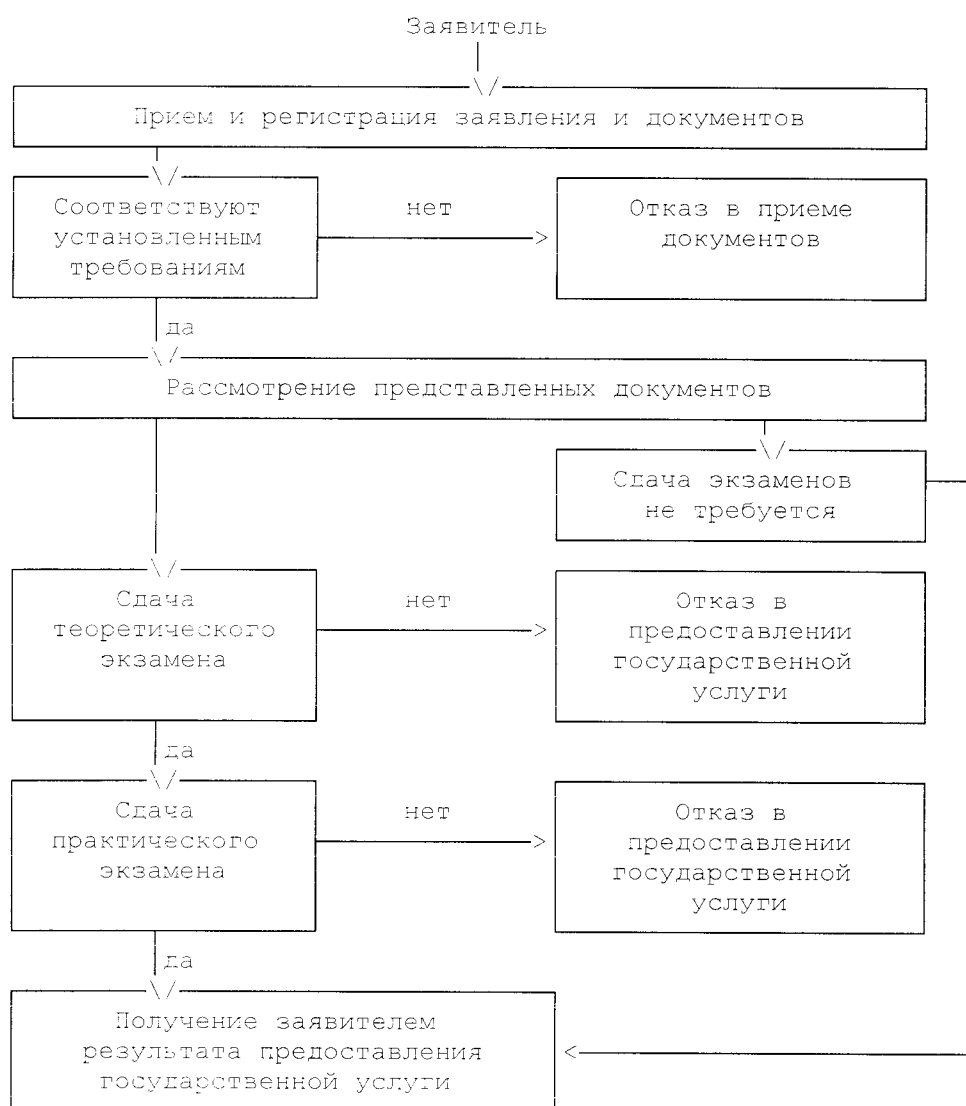 Заявитель
Прием и регистрация заявления и документов
Соответствуют
установленным
требованиям
нет
Отказ в приеме
документов
да
Рассмотрение представленных документов
Сдача экзаменов
не требуется
Сдача
теоретического
экзамена
нет
Отказ в
предоставлении
государственной
услуги
да
Сдача
практического
экзамена
нет
Отказ в
предоставлении
государственной
услуги
да
Получение заявителем
результата предоставления
государственной услуги